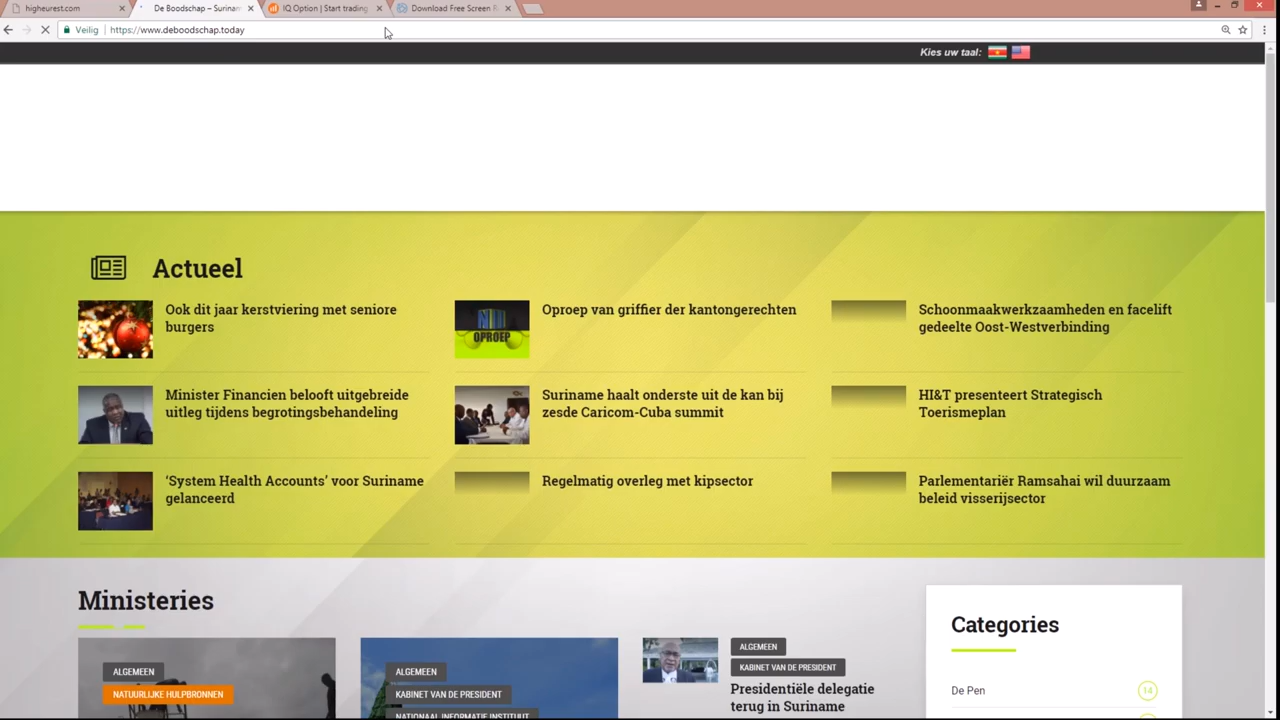 higheurest.com
De Boodschap – Surinam
IQ Option | Start trading
Download Free Screen R
Veilig
https://www.deboodschap.today
Kies uw taal:
Actueel
Ook dit jaar kerstviering met seniore
burgers
OPROEP
Oproep van griffier der kantongerechten
Schoonmaakwerkzaamheden en facelift
gedeelte Oost-Westverbinding
Minister Financien belooft uitgebreide
uitleg tijdens begrotingsbehandeling
Suriname haalt onderste uit de kan bij
zesde Caricom-Cuba summit
HI&T presenteert Strategisch
Toerismeplan
‘System Health Accounts’ voor Suriname
gelanceerd
Regelmatig overleg met kipsector
Parlementariër Ramsahai wil duurzaam
beleid visserijsector
Ministeries
ALGEMEEN
NATUURLIJKE HULPBRONNEN
ALGEMEEN
KABINET VAN DE PRESIDENT
NATIONAAL INFORMATIE INSTITUUT
ALGEMEEN
KABINET VAN DE PRESIDENT
Presidentiële delegatie
terug in Suriname
Categories
De Pen
14